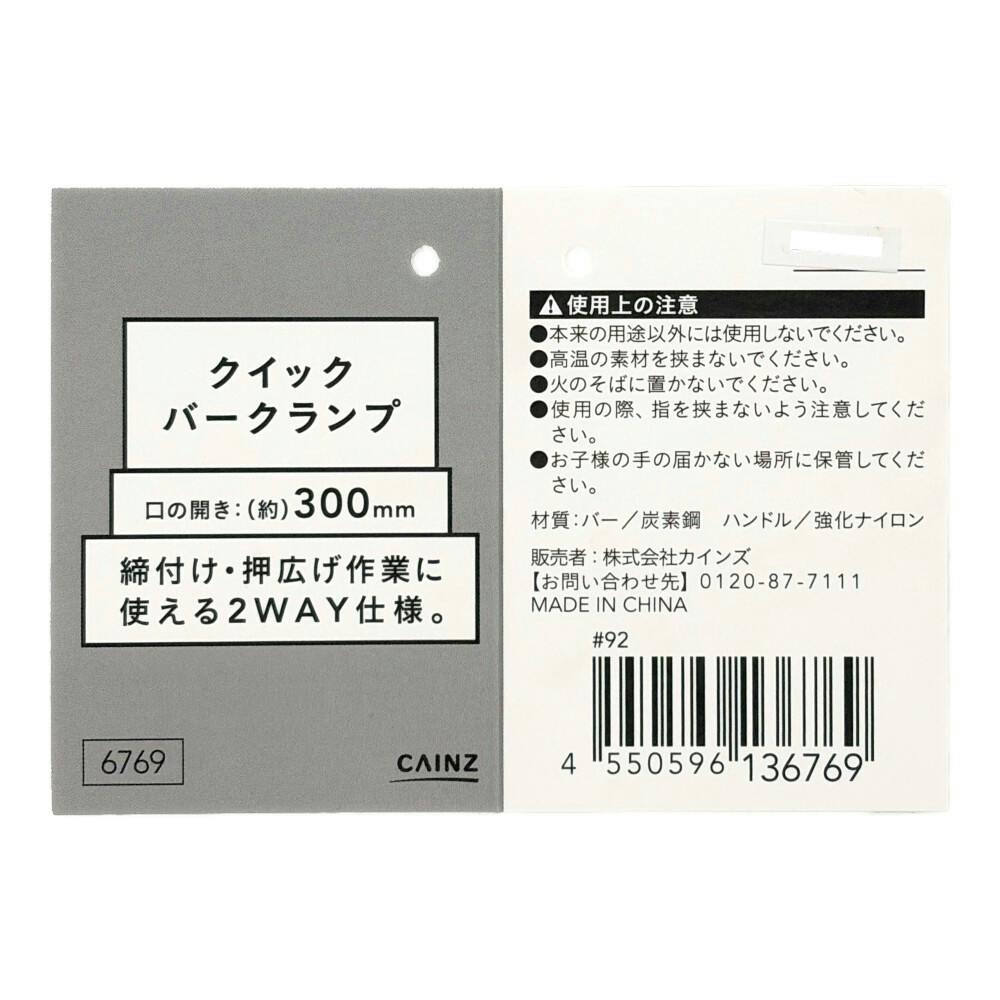 クイック
バークランプ
口の開き：(約)300mm
締付け・押広げ作業に
使える2WAY仕様。
6769
CAINZ
⚠使用上の注意
●本来の用途以外には使用しないでください。
●高温の素材を挟まないでください。
●火のそばに置かないでください。
●使用の際、指を挟まないよう注意してくだ
さい。
●お子様の手の届かない場所に保管してくだ
さい。
材質：バー／炭素鋼　ハンドル／強化ナイロン
販売者：株式会社カインズ
【お問い合わせ先】0120-87-7111
MADE IN CHINA
#92
4 550596 136769